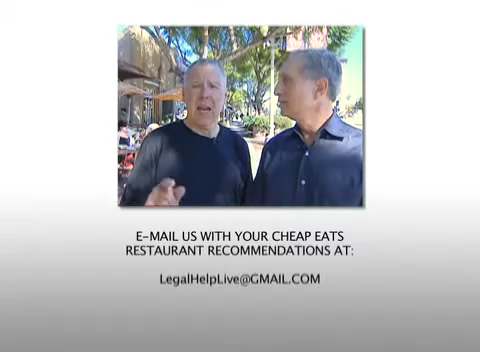 E-MAIL US WITH YOUR CHEAP EATS
RESTAURANT RECOMMENDATIONS AT:
LegalHelpLive@GMAIL.COM